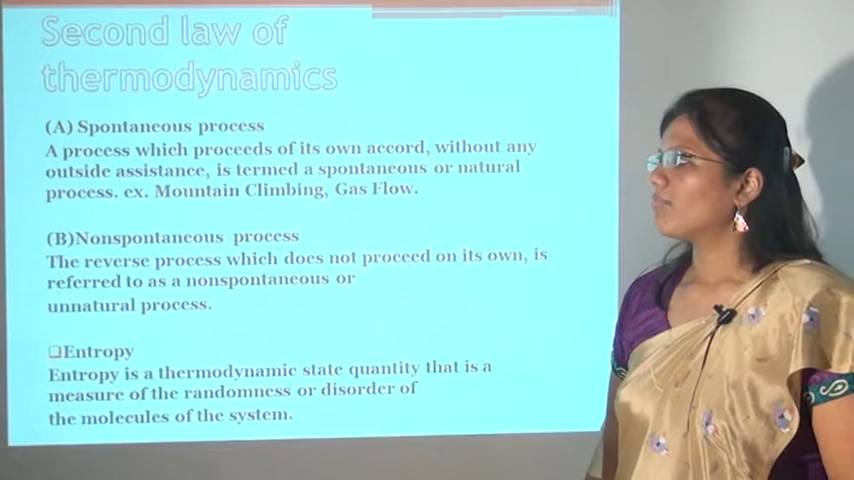 Second law of
thermodynamics
(A) Spontaneous process
A process which proceeds of its own accord, without any
outside assistance, is termed a spontaneous or natural
process. ex. Mountain Climbing, Gas Flow.
(B)Nonspontaneous process
The reverse process which does not proceed on its own, is
referred to as a nonspontaneous or
unnatural process.
❑Entropy
Entropy is a thermodynamic state quantity that is a
measure of the randomness or disorder of
the molecules of the system.